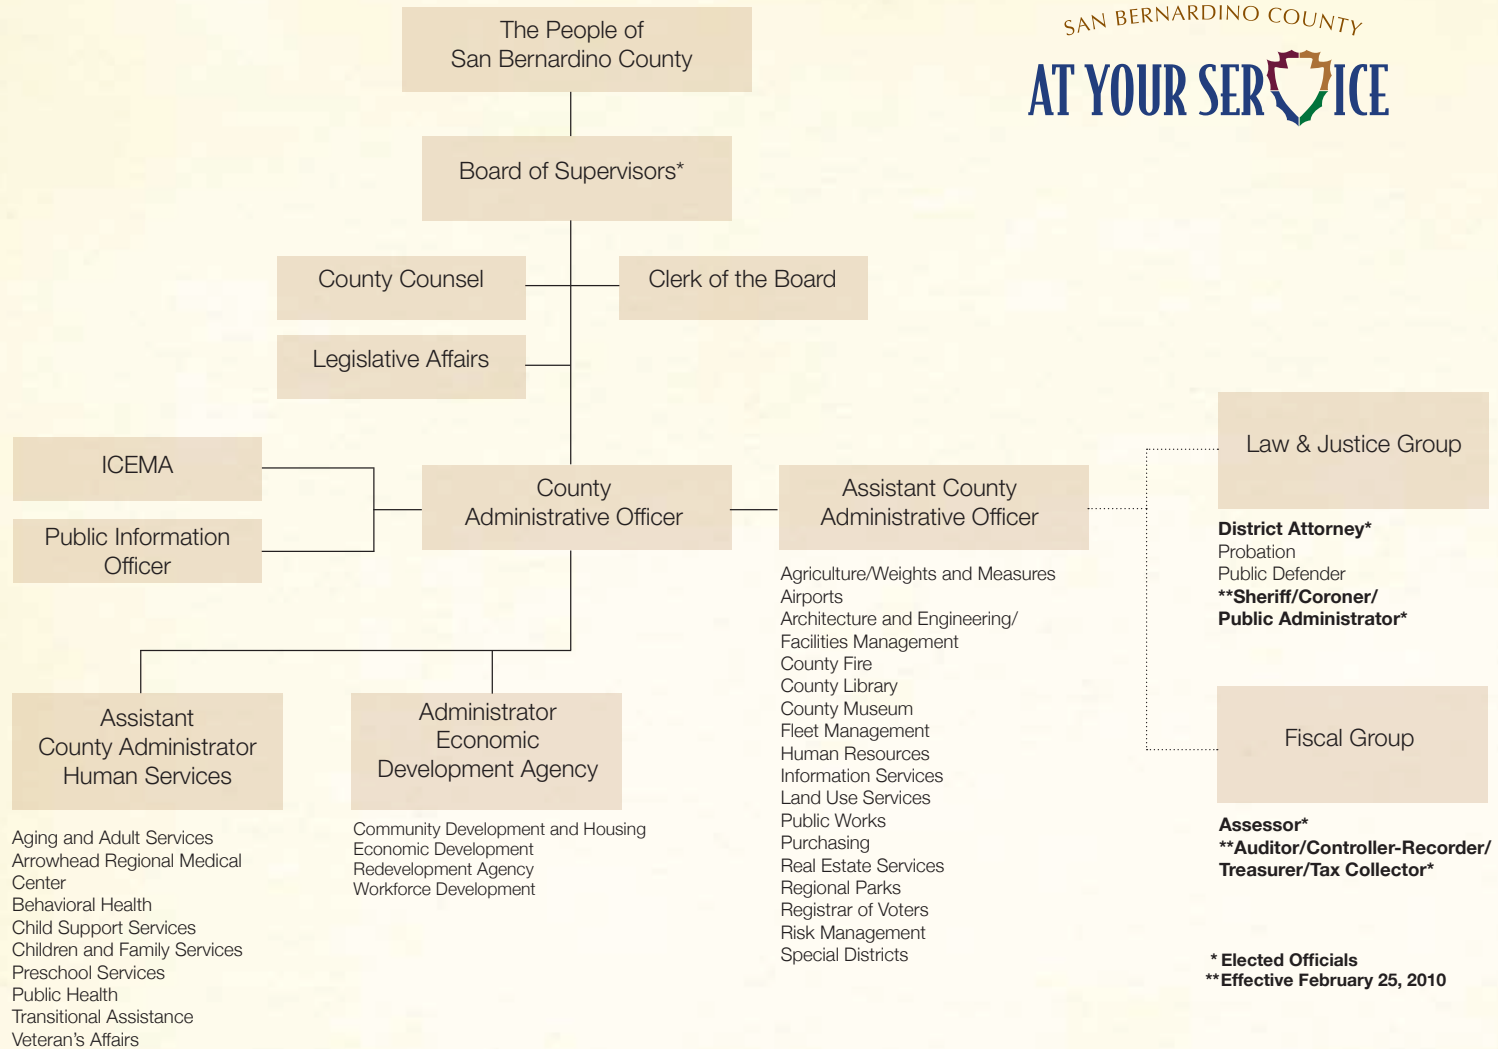 SAN BERNARDINO COUNTY
AT YOUR SERVICE
The People of
San Bernardino County
Board of Supervisors*
County Counsel
Clerk of the Board
Legislative Affairs
ICEMA
Public Information
Officer
County
Administrative Officer
Assistant County
Administrative Officer
Agriculture/Weights and Measures
Airports
Architecture and Engineering/
Facilities Management
County Fire
County Library
County Museum
Fleet Management
Human Resources
Information Services
Land Use Services
Public Works
Purchasing
Real Estate Services
Regional Parks
Registrar of Voters
Risk Management
Special Districts
Law & Justice Group
District Attorney*
Probation
Public Defender
**Sheriff/Coroner/
Public Administrator*
Fiscal Group
Assessor*
**Auditor/Controller-Recorder/
Treasurer/Tax Collector*
Assistant
County Administrator
Human Services
Aging and Adult Services
Arrowhead Regional Medical
Center
Behavioral Health
Child Support Services
Children and Family Services
Preschool Services
Public Health
Transitional Assistance
Veteran's Affairs
Administrator
Economic
Development Agency
Community Development and Housing
Economic Development
Redevelopment Agency
Workforce Development
* Elected Officials
**Effective February 25, 2010